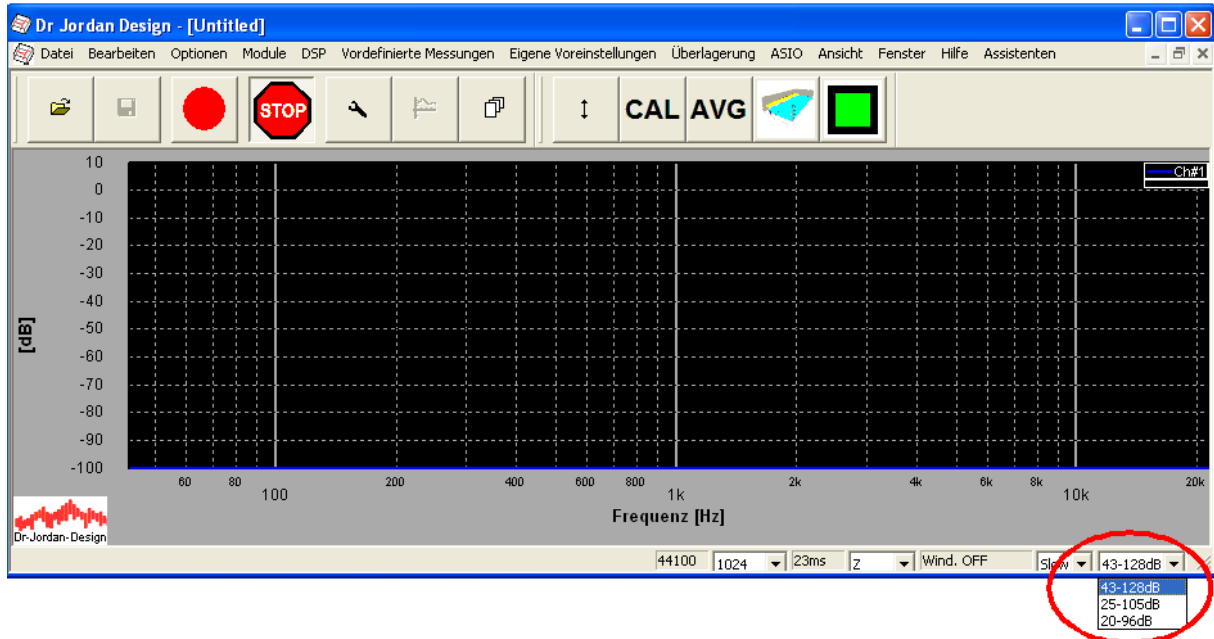 Dr Jordan Design - [Untitled]
Datei Bearbeiten Optionen Module DSP Vordefinierte Messungen Eigene Voreinstellungen Überlagerung ASIO Ansicht Fenster Hilfe Assistenten
STOP CAL AVG
10
0
-10
-20
-30
-40
-50
-60
-70
-80
-90
-100
[dB]
Ch#1
60 80 100 200 400 600 800 1k 2k 4k 6k 8k 10k 20k
Frequenz [Hz]
Dr-Jordan-Design
44100 1024 23ms Z Wind. OFF Slow 43-128dB
43-128dB
25-105dB
20-96dB